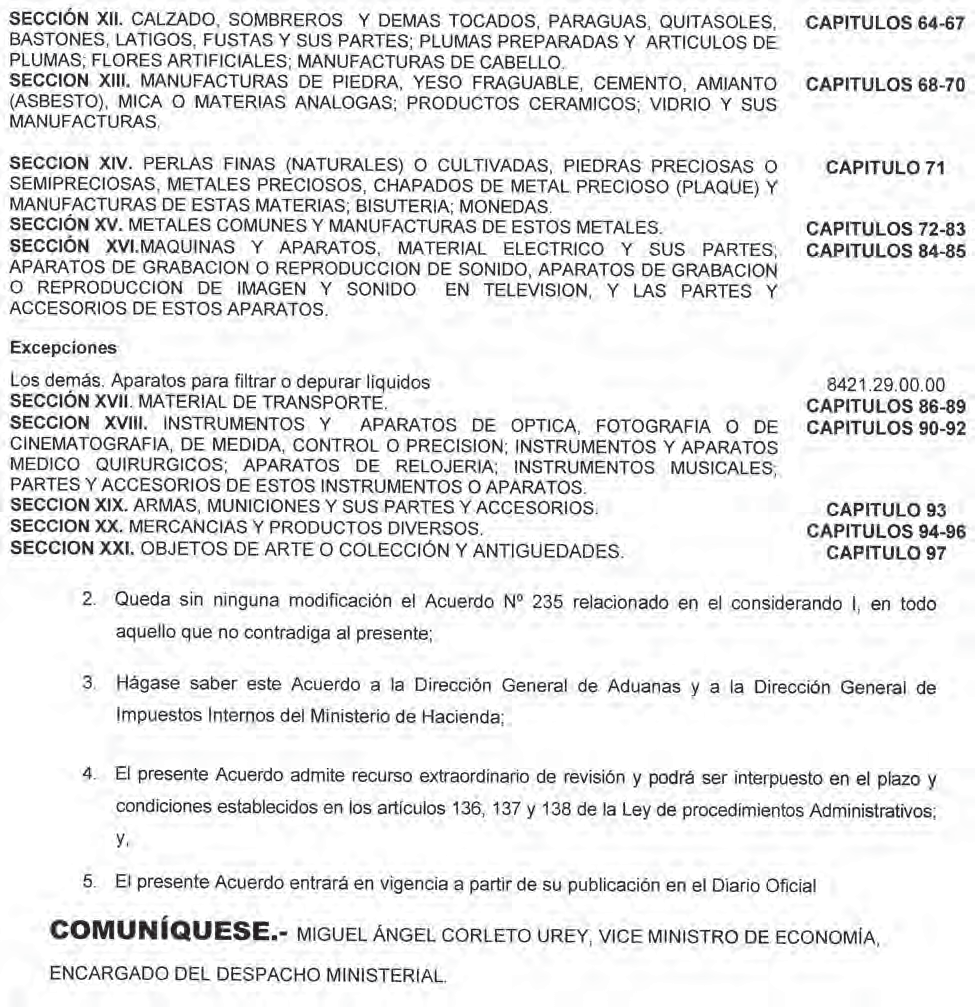 SECCIÓN XII. CALZADO, SOMBREROS Y DEMAS TOCADOS, PARAGUAS, QUITASOLES, CAPITULOS 64-67
BASTONES, LATIGOS, FUSTAS Y SUS PARTES; PLUMAS PREPARADAS Y ARTICULOS DE
PLUMAS; FLORES ARTIFICIALES; MANUFACTURAS DE CABELLO.
SECCION XIII. MANUFACTURAS DE PIEDRA, YESO FRAGUABLE, CEMENTO, AMIANTO CAPITULOS 68-70
(ASBESTO), MICA O MATERIAS ANALOGAS; PRODUCTOS CERAMICOS; VIDRIO Y SUS
MANUFACTURAS.
SECCION XIV. PERLAS FINAS (NATURALES) O CULTIVADAS, PIEDRAS PRECIOSAS O CAPITULO 71
SEMIPRECIOSAS, METALES PRECIOSOS, CHAPADOS DE METAL PRECIOSO (PLAQUE) Y
MANUFACTURAS DE ESTAS MATERIAS; BISUTERIA; MONEDAS.
SECCIÓN XV. METALES COMUNES Y MANUFACTURAS DE ESTOS METALES. CAPITULOS 72-83
SECCIÓN XVI.MAQUINAS Y APARATOS, MATERIAL ELECTRICO Y SUS PARTES; CAPITULOS 84-85
APARATOS DE GRABACION O REPRODUCCION DE SONIDO, APARATOS DE GRABACION
O REPRODUCCION DE IMAGEN Y SONIDO EN TELEVISION, Y LAS PARTES Y
ACCESORIOS DE ESTOS APARATOS.
Excepciones
Los demás. Aparatos para filtrar o depurar líquidos 8421.29.00.00
SECCIÓN XVII. MATERIAL DE TRANSPORTE. CAPITULOS 86-89
SECCION XVIII. INSTRUMENTOS Y APARATOS DE OPTICA, FOTOGRAFIA O DE CAPITULOS 90-92
CINEMATOGRAFIA, DE MEDIDA, CONTROL O PRECISION; INSTRUMENTOS Y APARATOS
MEDICO QUIRURGICOS; APARATOS DE RELOJERIA; INSTRUMENTOS MUSICALES;
PARTES Y ACCESORIOS DE ESTOS INSTRUMENTOS O APARATOS.
SECCION XIX. ARMAS, MUNICIONES Y SUS PARTES Y ACCESORIOS. CAPITULO 93
SECCION XX. MERCANCIAS Y PRODUCTOS DIVERSOS. CAPITULOS 94-96
SECCION XXI. OBJETOS DE ARTE O COLECCIÓN Y ANTIGUEDADES. CAPITULO 97
2. Queda sin ninguna modificación el Acuerdo Nº 235 relacionado en el considerando I, en todo
aquello que no contradiga al presente;
3. Hágase saber este Acuerdo a la Dirección General de Aduanas y a la Dirección General de
Impuestos Internos del Ministerio de Hacienda;
4. El presente Acuerdo admite recurso extraordinario de revisión y podrá ser interpuesto en el plazo y
condiciones establecidos en los artículos 136, 137 y 138 de la Ley de procedimientos Administrativos;
y,
5. El presente Acuerdo entrará en vigencia a partir de su publicación en el Diario Oficial
COMUNÍQUESE.- MIGUEL ÁNGEL CORLETO UREY, VICE MINISTRO DE ECONOMÍA,
ENCARGADO DEL DESPACHO MINISTERIAL.